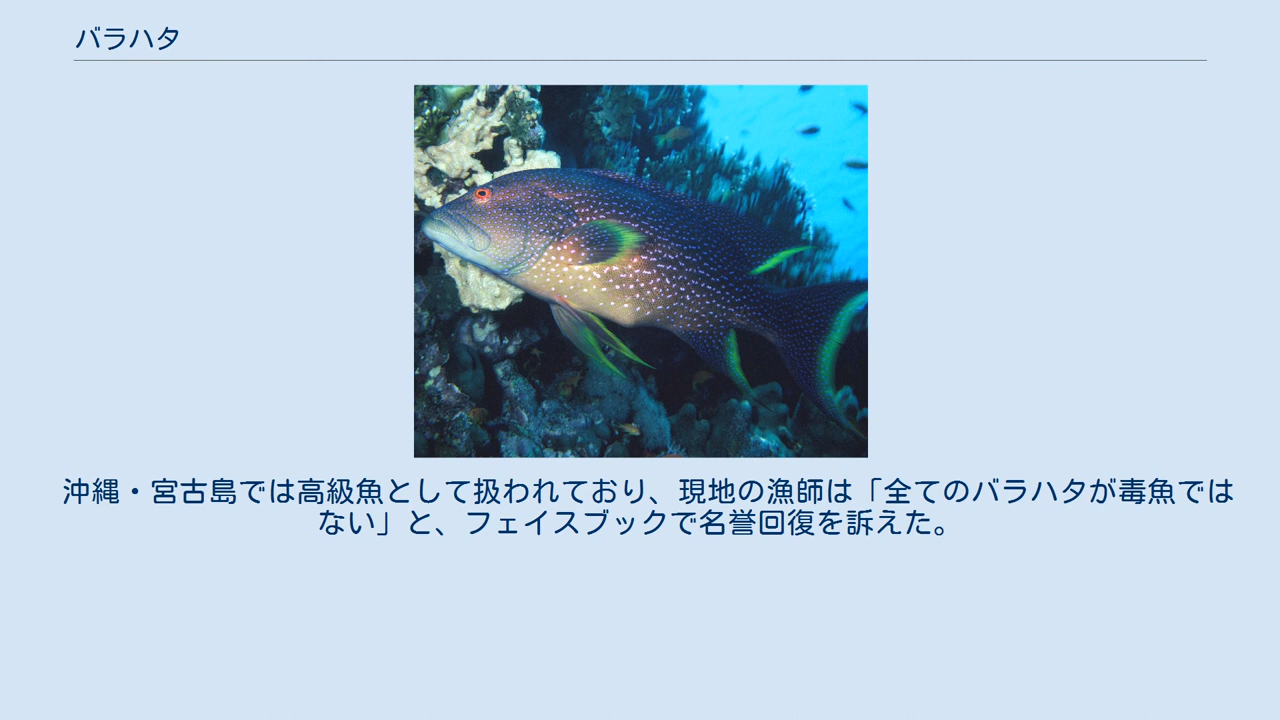 バラハタ
沖縄・宮古島では高級魚として扱われており、現地の漁師は「全てのバラハタが毒魚では
ない」と、フェイスブックで名誉回復を訴えた。